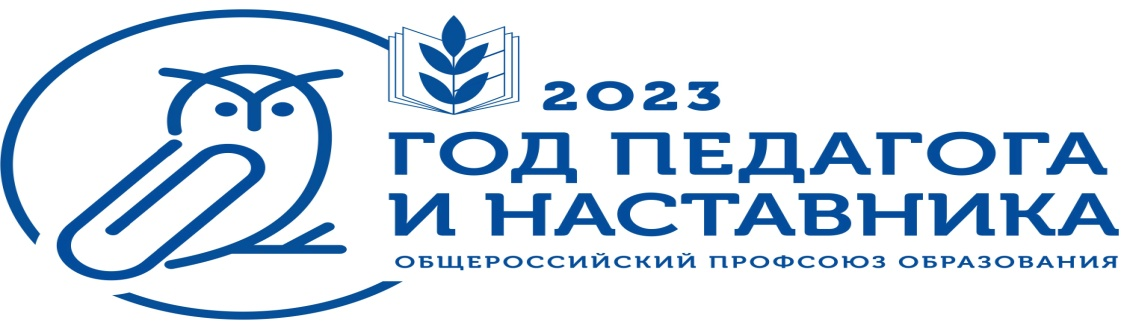 2023
ГОД ПЕДАГОГА
И НАСТАВНИКА
ОБЩЕРОССИЙСКИЙ ПРОФСОЮЗ ОБРАЗОВАНИЯ